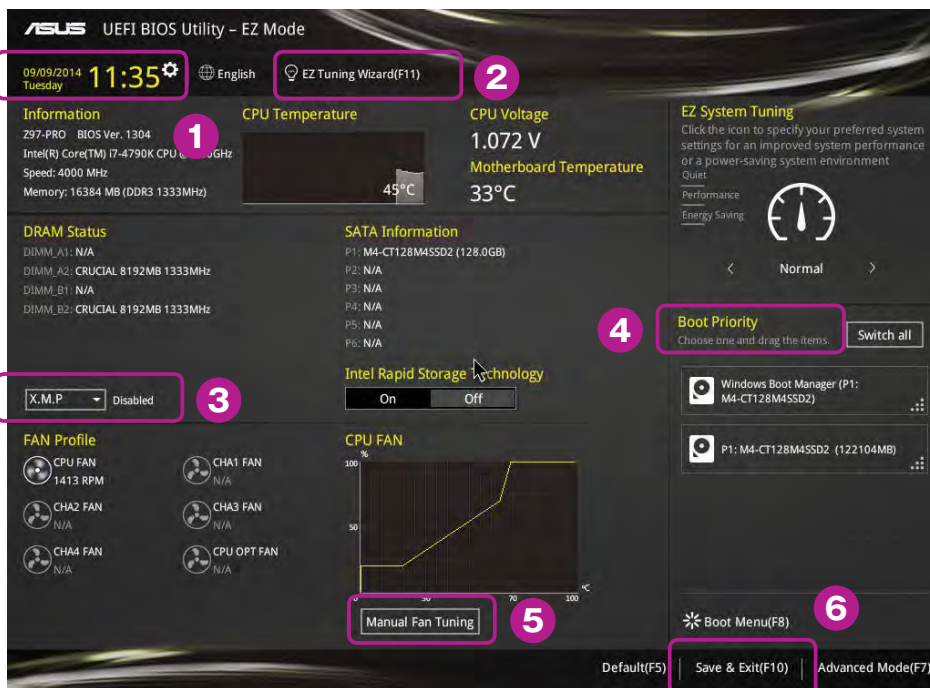 ASUS UEFI BIOS Utility – EZ Mode
09/09/2014
Tuesday
11:35
English
EZ Tuning Wizard(F11)
2
Information
Z97-PRO BIOS Ver. 1304
Intel(R) Core(TM) i7-4790K CPU
GHz
Speed: 4000 MHz
Memory: 16384 MB (DDR3 1333MHz)
1
CPU Temperature
45°C
CPU Voltage
1.072 V
Motherboard Temperature
33°C
EZ System Tuning
Click the icon to specify your preferred system
settings for an improved system performance
or a power-saving system environment
Quiet
Performance
Energy Saving
Normal
DRAM Status
DIMM_A1: N/A
DIMM_A2: CRUCIAL 8192MB 1333MHz
DIMM_B1: N/A
DIMM_B2: CRUCIAL 8192MB 1333MHz
X.M.P
Disabled
3
SATA Information
P1: M4-CT128M4SSD2 (128.0GB)
P2: N/A
P3: N/A
P4: N/A
P5: N/A
P6: N/A
Intel Rapid Storage Technology
On
Off
4
Boot Priority
Choose one and drag the items.
Switch all
Windows Boot Manager (P1:
M4-CT128M4SSD2)
P1: M4-CT128M4SSD2 (122104MB)
FAN Profile
CPU FAN
1413 RPM
CHA1 FAN
N/A
CHA2 FAN
N/A
CHA3 FAN
N/A
CHA4 FAN
N/A
CPU OPT FAN
N/A
CPU FAN
%
100
50
0
30
70
100
°C
Manual Fan Tuning
5
Boot Menu(F8)
6
Default(F5)
Save & Exit(F10)
Advanced Mode(F7)